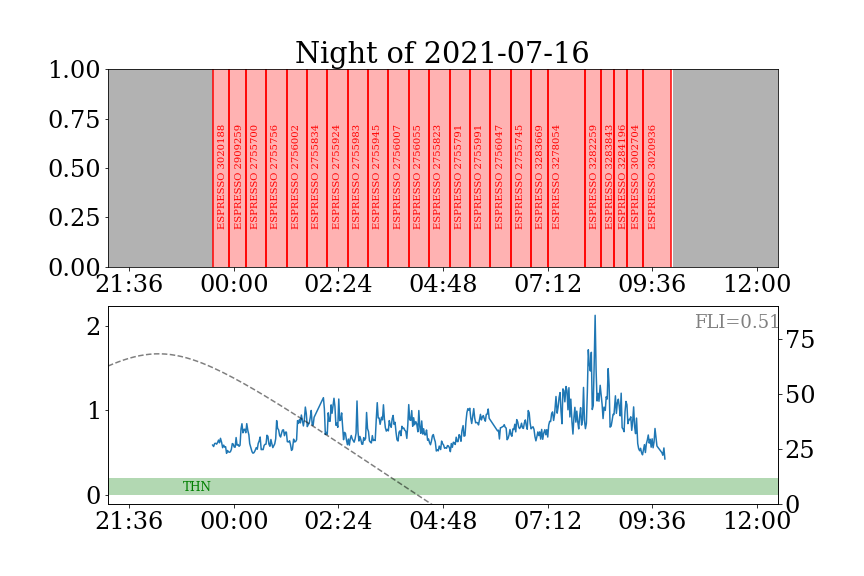 Night of 2021-07-16
1.00
0.75
0.50
0.25
0.00
ESPRESSO 3020188
ESPRESSO 2909259
ESPRESSO 2755700
ESPRESSO 2755756
ESPRESSO 2756002
ESPRESSO 2755834
ESPRESSO 2755924
ESPRESSO 2755983
ESPRESSO 2755945
ESPRESSO 2756007
ESPRESSO 2756055
ESPRESSO 2755823
ESPRESSO 2755791
ESPRESSO 2755991
ESPRESSO 2756047
ESPRESSO 2755745
ESPRESSO 3283669
ESPRESSO 3278054
ESPRESSO 3282259
ESPRESSO 3283843
ESPRESSO 3284196
ESPRESSO 3002704
ESPRESSO 3020936
21:36 00:00 02:24 04:48 07:12 09:36 12:00
FLI=0.51
2
1
0
75
50
25
0
THN
21:36 00:00 02:24 04:48 07:12 09:36 12:00